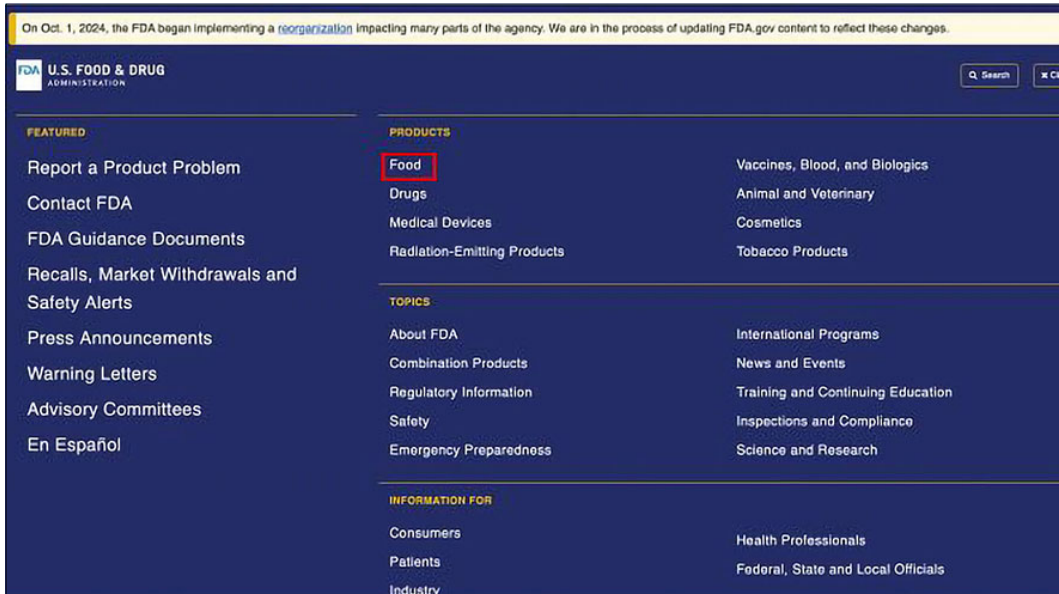 On Oct. 1, 2024, the FDA began implementing a reorganization impacting many parts of the agency. We are in the process of updating FDA.gov content to reflect these changes.
FDA U.S. FOOD & DRUG
ADMINISTRATION
Search
FEATURED
Report a Product Problem
Contact FDA
FDA Guidance Documents
Recalls, Market Withdrawals and
Safety Alerts
Press Announcements
Warning Letters
Advisory Committees
En Español
PRODUCTS
Food
Drugs
Medical Devices
Radiation-Emitting Products
Vaccines, Blood, and Biologics
Animal and Veterinary
Cosmetics
Tobacco Products
TOPICS
About FDA
Combination Products
Regulatory Information
Safety
Emergency Preparedness
International Programs
News and Events
Training and Continuing Education
Inspections and Compliance
Science and Research
INFORMATION FOR
Consumers
Patients
Industry
Health Professionals
Federal, State and Local Officials